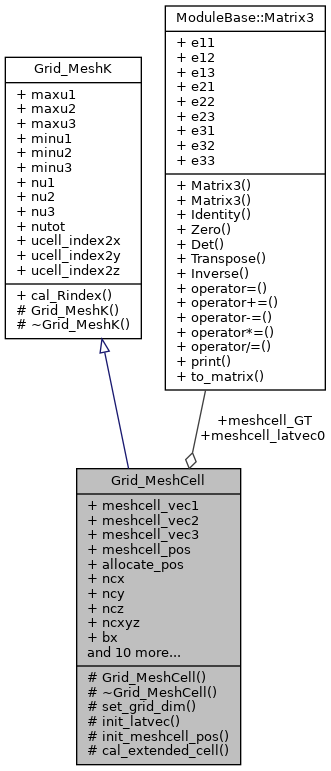 ModuleBase::Matrix3
+ e11
+ e12
+ e13
+ e21
+ e22
+ e23
+ e31
+ e32
+ e33
+ Matrix3()
+ Matrix3()
+ Identity()
+ Zero()
+ Det()
+ Transpose()
+ Inverse()
+ operator=()
+ operator+=()
+ operator-=()
+ operator*=()
+ operator/=()
+ print()
+ to_matrix()
Grid_MeshK
+ maxu1
+ maxu2
+ maxu3
+ minu1
+ minu2
+ minu3
+ nu1
+ nu2
+ nu3
+ nutot
+ ucell_index2x
+ ucell_index2y
+ ucell_index2z
+ cal_Rindex()
# Grid_MeshK()
# ~Grid_MeshK()
+meshcell_GT
+meshcell_latvec0
Grid_MeshCell
+ meshcell_vec1
+ meshcell_vec2
+ meshcell_vec3
+ meshcell_pos
+ allocate_pos
+ ncx
+ ncy
+ ncz
+ ncxyz
+ bx
and 10 more...
# Grid_MeshCell()
# ~Grid_MeshCell()
# set_grid_dim()
# init_latvec()
# init_meshcell_pos()
# cal_extended_cell()